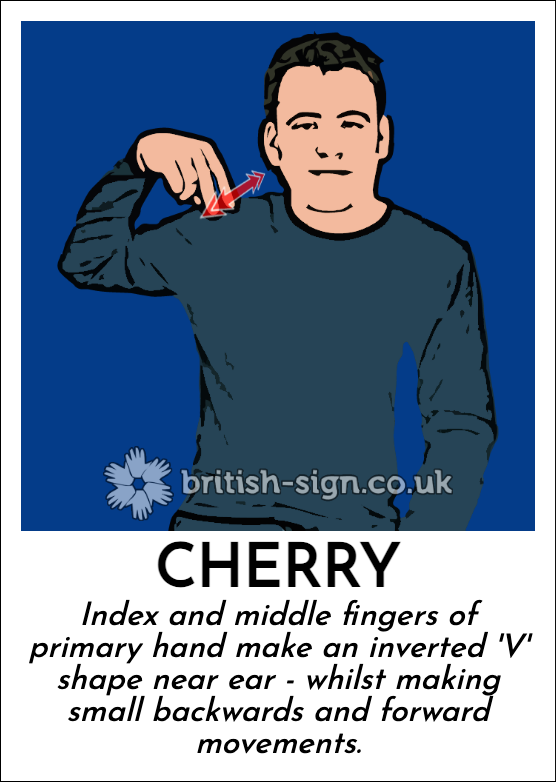 british-sign.co.uk
CHERRY
Index and middle fingers of
primary hand make an inverted 'V'
shape near ear - whilst making
small backwards and forward
movements.